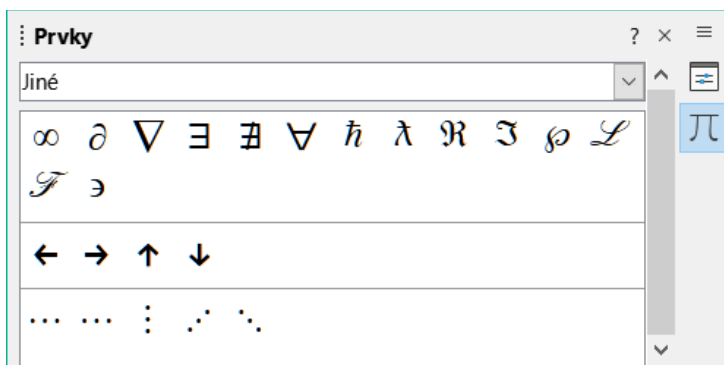 Prvky ?
Jiné
∞ ∂ ∇ ∃ ∄ ∀ ℏ ƛ ℜ ℑ ℘ ℒ
ℱ ϶
← → ↑ ↓
⋯ … ⋮ ⋰ ⋱